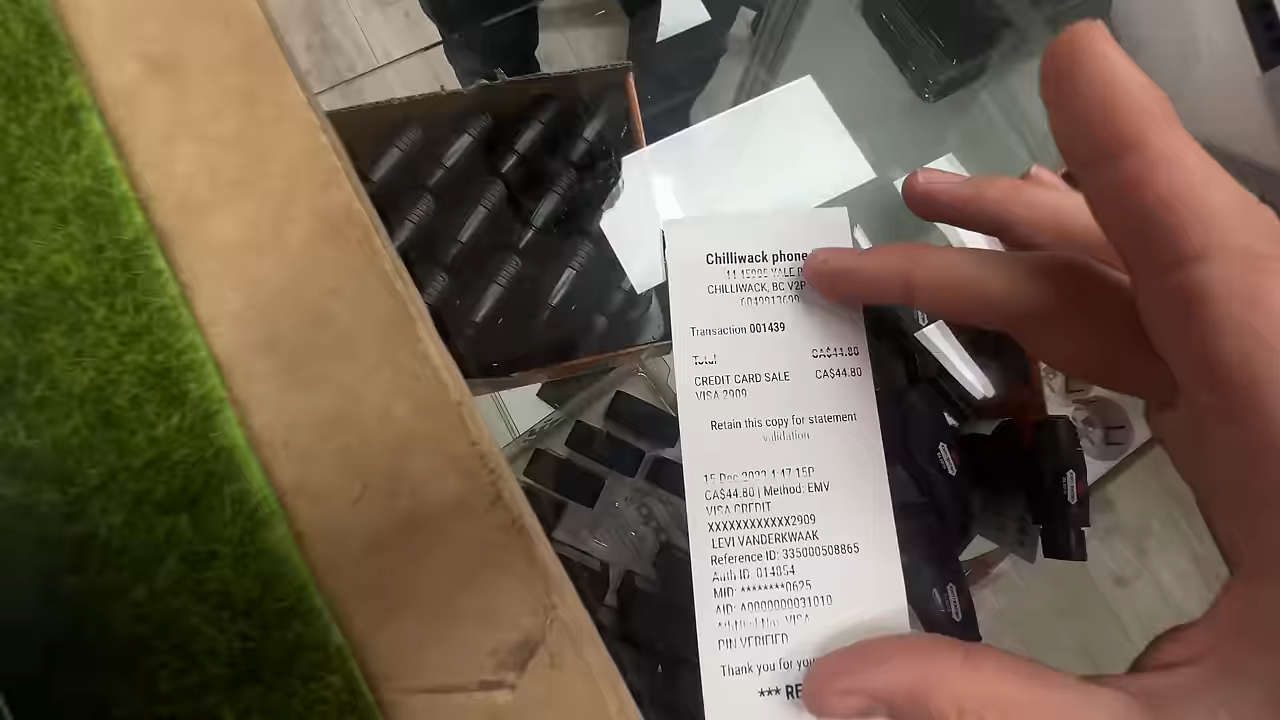 Chilliwack phone
CHILLIWACK, BC V2P
Transaction 001439
Total CA$44.80
CREDIT CARD SALE CA$44.80
VISA 2909
Retain this copy for statement
validation
CA$44.80 | Method: EMV
VISA CREDIT
XXXXXXXXXXXX2909
LEVI VANDERKWAAK
Reference ID: 335000508865
Auth ID: 014854
MID: ********0625
AID: A0000000031010
PIN VERIFIED
Thank you for
***